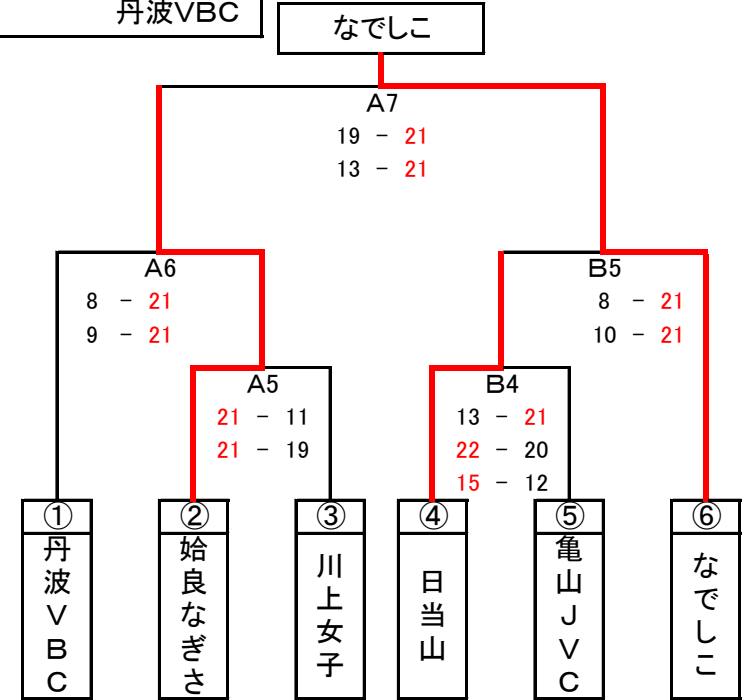 丹波VBC
なでしこ
A7
19 - 21
13 - 21
A6
8 - 21
9 - 21
B5
8 - 21
10 - 21
A5
21 - 11
21 - 19
B4
13 - 21
22 - 20
15 - 12
①
丹波VBC
②
姶良なぎさ
③
川上女子
④
日当山
⑤
亀山JVC
⑥
なでしこ